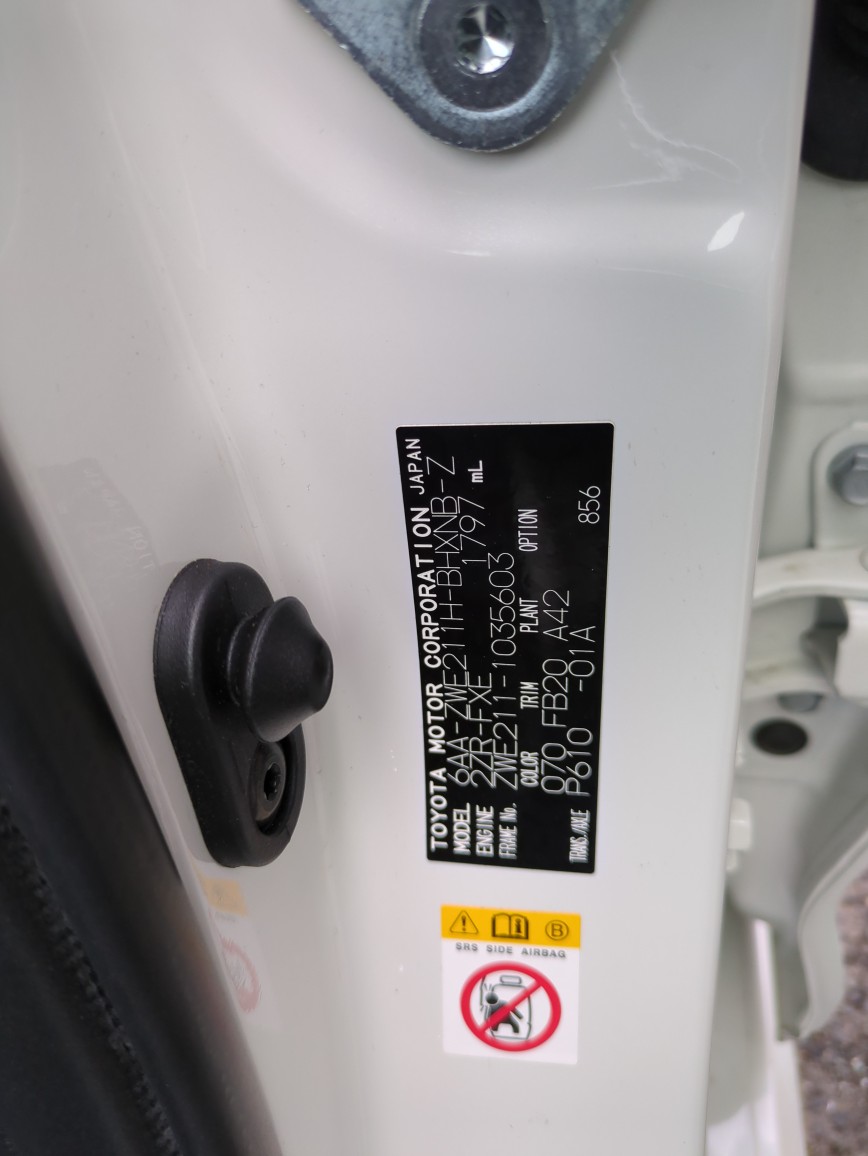 TOYOTA MOTOR CORPORATION JAPAN
MODEL 6AA-ZWE211H-BHXNB-Z
ENGINE 2ZR-FXE 1797 mL
FRAME No. ZWE211-1035603
COLOR TRIM PLANT OPTION
070 FB20 A42
TRANS./AXLE P610 -01A 856
B
SRS SIDE AIRBAG